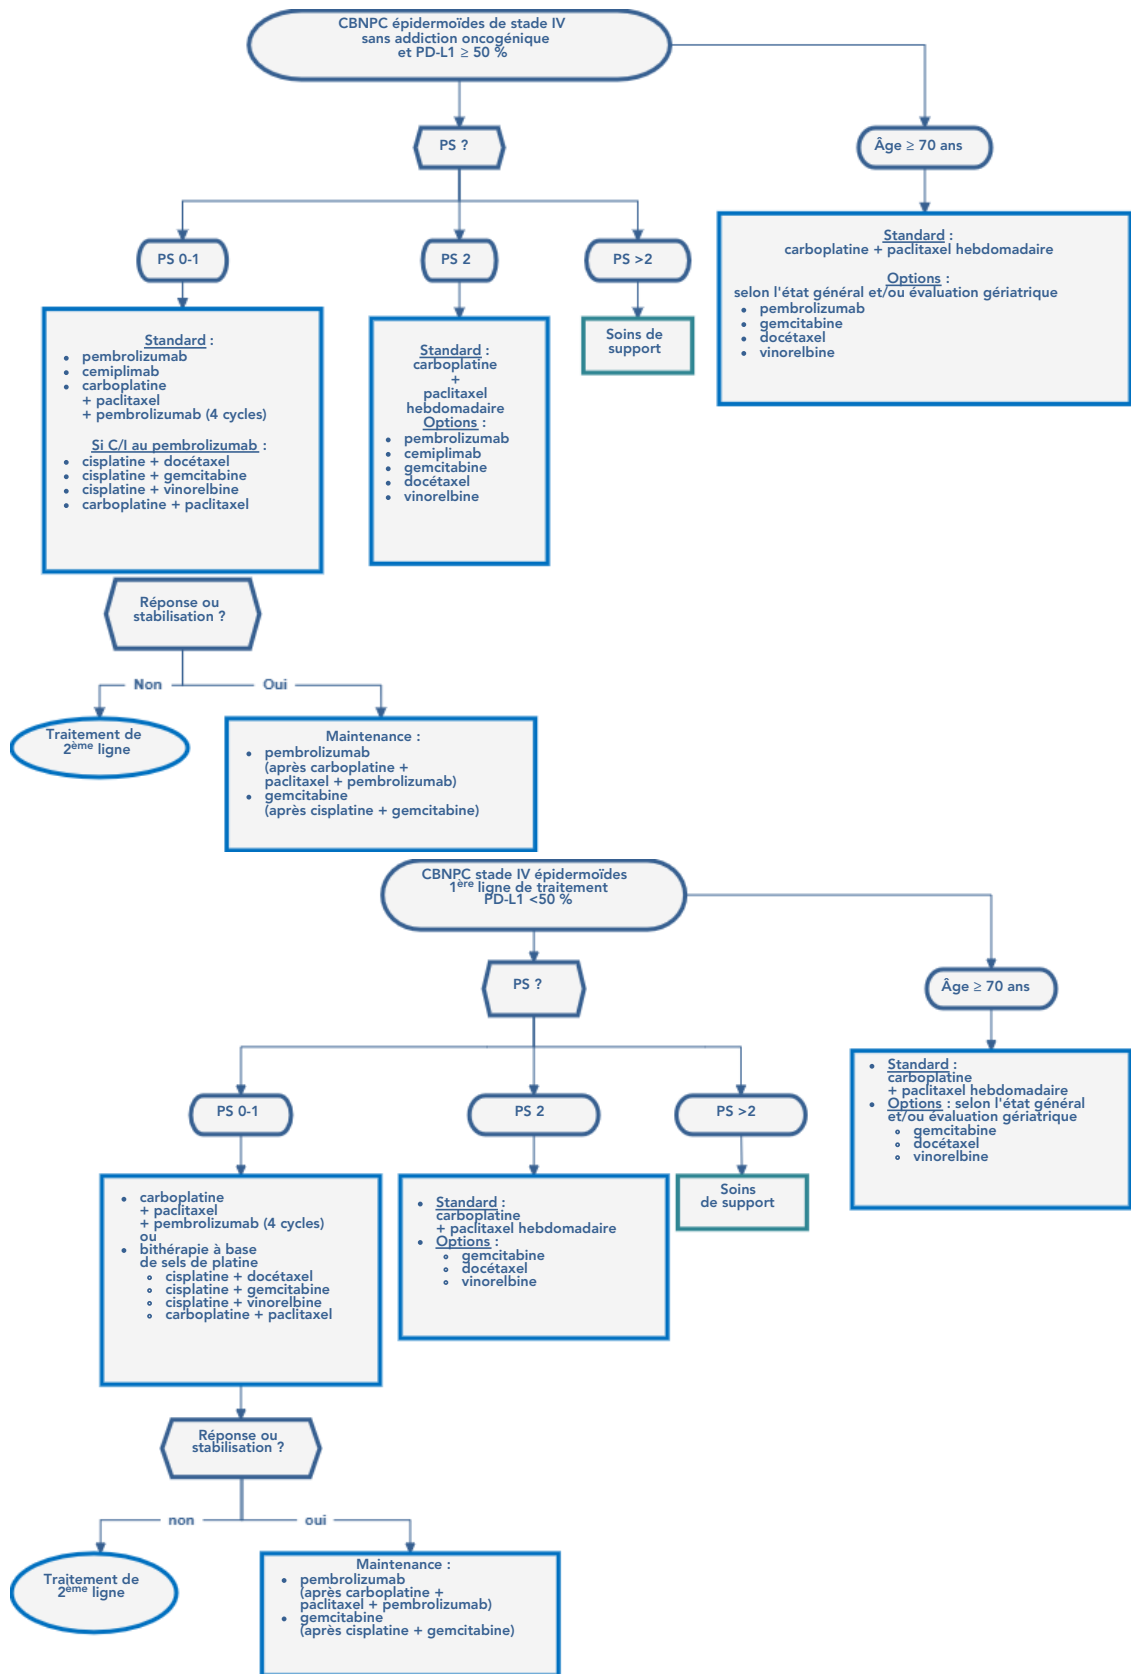 CBNPC épidermoïdes de stade IV
sans addiction oncogénique
et PD-L1 ≥ 50 %
PS ?
Âge ≥ 70 ans
PS 0-1
PS 2
PS >2
Standard :
carboplatine + paclitaxel hebdomadaire
Options :
selon l'état général et/ou évaluation gériatrique
• pembrolizumab
• gemcitabine
• docétaxel
• vinorelbine
Standard :
• pembrolizumab
• cemiplimab
• carboplatine
+ paclitaxel
+ pembrolizumab (4 cycles)
Si C/I au pembrolizumab :
• cisplatine + docétaxel
• cisplatine + gemcitabine
• cisplatine + vinorelbine
• carboplatine + paclitaxel
Standard :
carboplatine
+
paclitaxel
hebdomadaire
Options :
• pembrolizumab
• cemiplimab
• gemcitabine
• docétaxel
• vinorelbine
Soins de
support
Réponse ou
stabilisation ?
Non
Oui
Traitement de
2ème ligne
Maintenance :
• pembrolizumab
(après carboplatine +
paclitaxel + pembrolizumab)
• gemcitabine
(après cisplatine + gemcitabine)
CBNPC stade IV épidermoïdes
1ère ligne de traitement
PD-L1 <50 %
PS ?
Âge ≥ 70 ans
PS 0-1
PS 2
PS >2
• Standard :
carboplatine
+ paclitaxel hebdomadaire
• Options : selon l'état général
et/ou évaluation gériatrique
∘ gemcitabine
∘ docétaxel
∘ vinorelbine
• carboplatine
+ paclitaxel
+ pembrolizumab (4 cycles)
ou
• bithérapie à base
de sels de platine
∘ cisplatine + docétaxel
∘ cisplatine + gemcitabine
∘ cisplatine + vinorelbine
∘ carboplatine + paclitaxel
• Standard :
carboplatine
+ paclitaxel hebdomadaire
• Options :
∘ gemcitabine
∘ docétaxel
∘ vinorelbine
Soins
de support
Réponse ou
stabilisation ?
non
oui
Traitement de
2ème ligne
Maintenance :
• pembrolizumab
(après carboplatine +
paclitaxel + pembrolizumab)
• gemcitabine
(après cisplatine + gemcitabine)